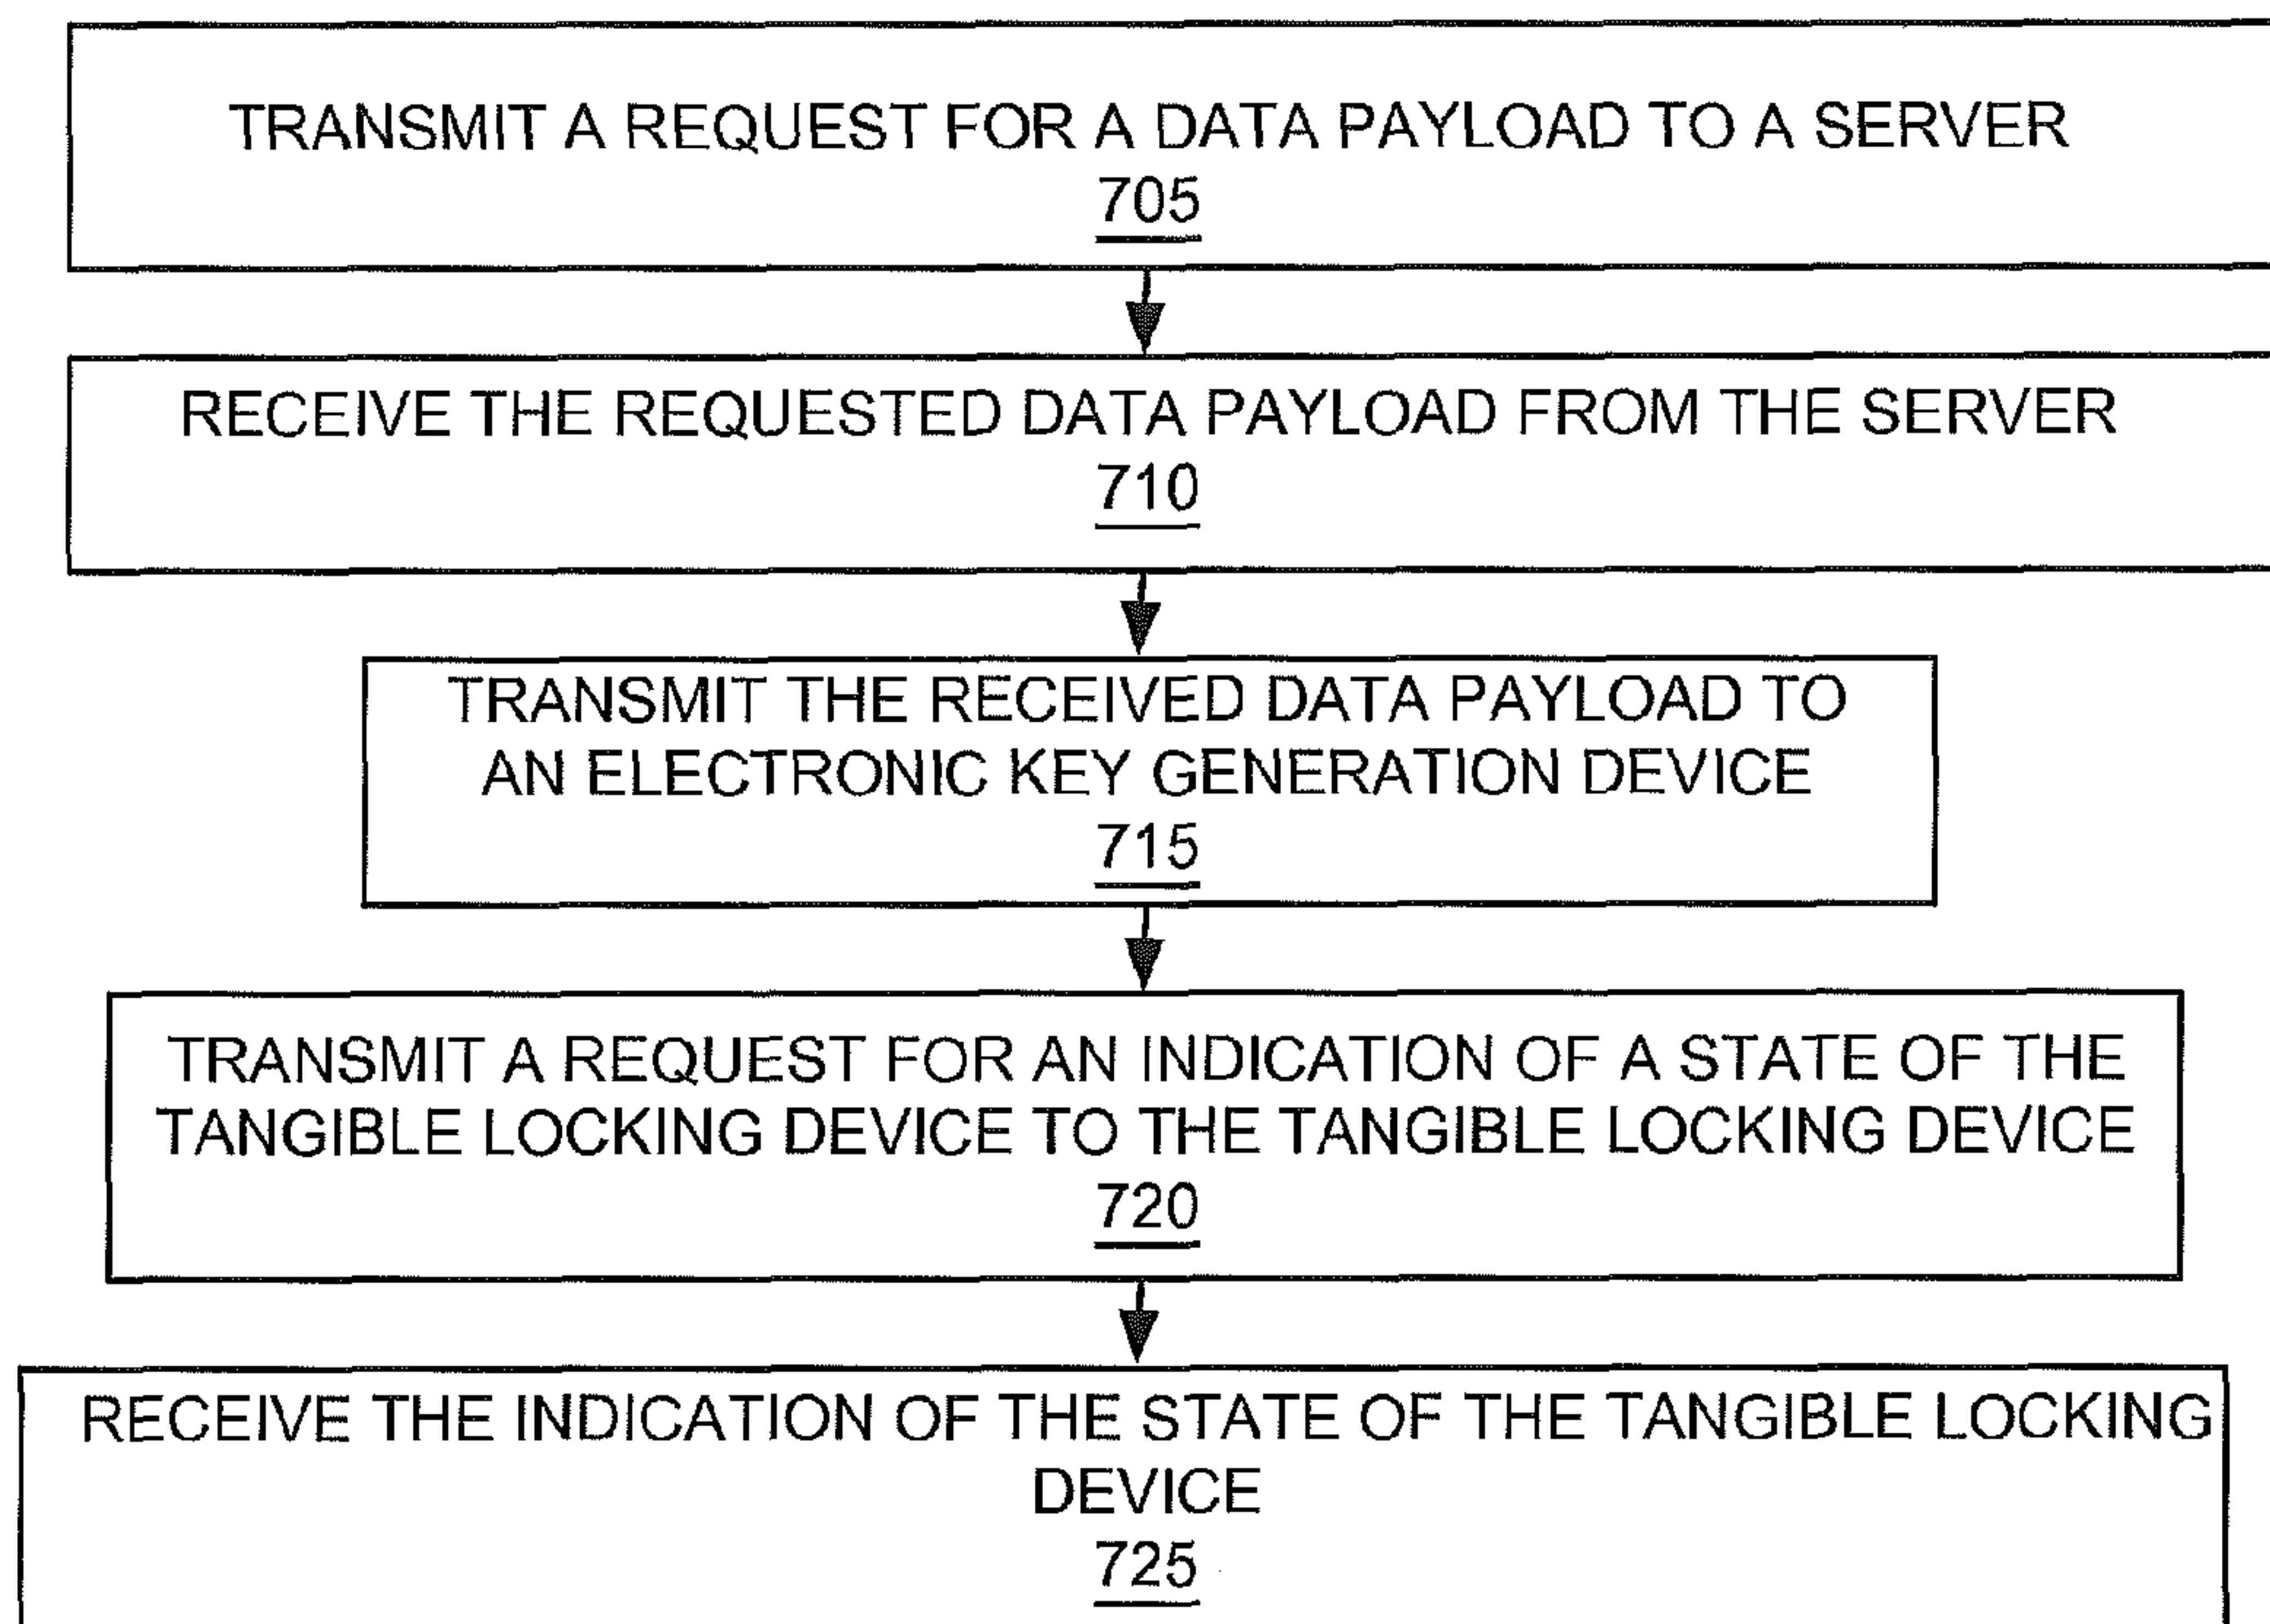 TRANSMIT A REQUEST FOR A DATA PAYLOAD TO A SERVER
705
RECEIVE THE REQUESTED DATA PAYLOAD FROM THE SERVER
710
TRANSMIT THE RECEIVED DATA PAYLOAD TO
AN ELECTRONIC KEY GENERATION DEVICE
715
TRANSMIT A REQUEST FOR AN INDICATION OF A STATE OF THE
TANGIBLE LOCKING DEVICE TO THE TANGIBLE LOCKING DEVICE
720
RECEIVE THE INDICATION OF THE STATE OF THE TANGIBLE LOCKING
DEVICE
725